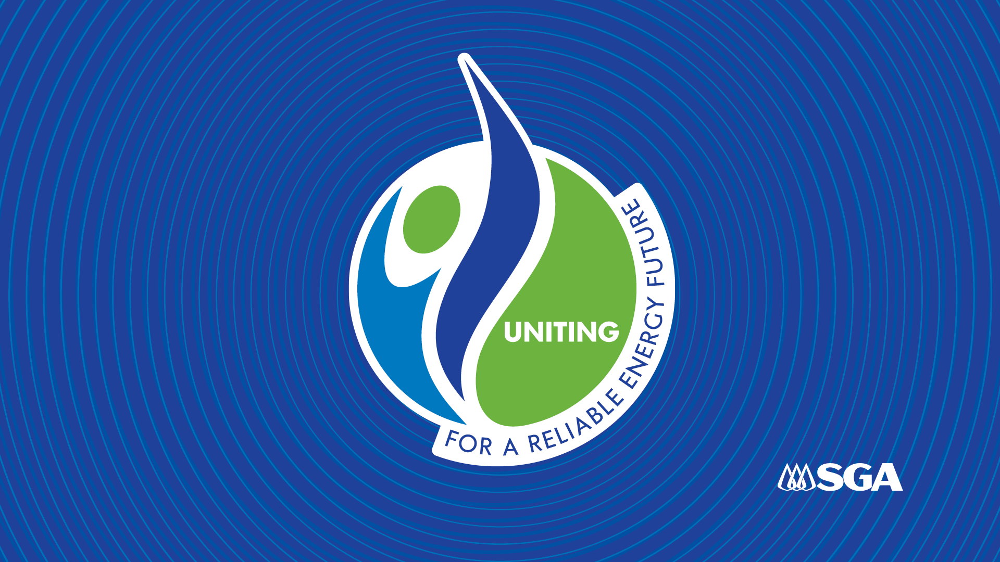 UNITING
FOR A RELIABLE ENERGY FUTURE
SGA